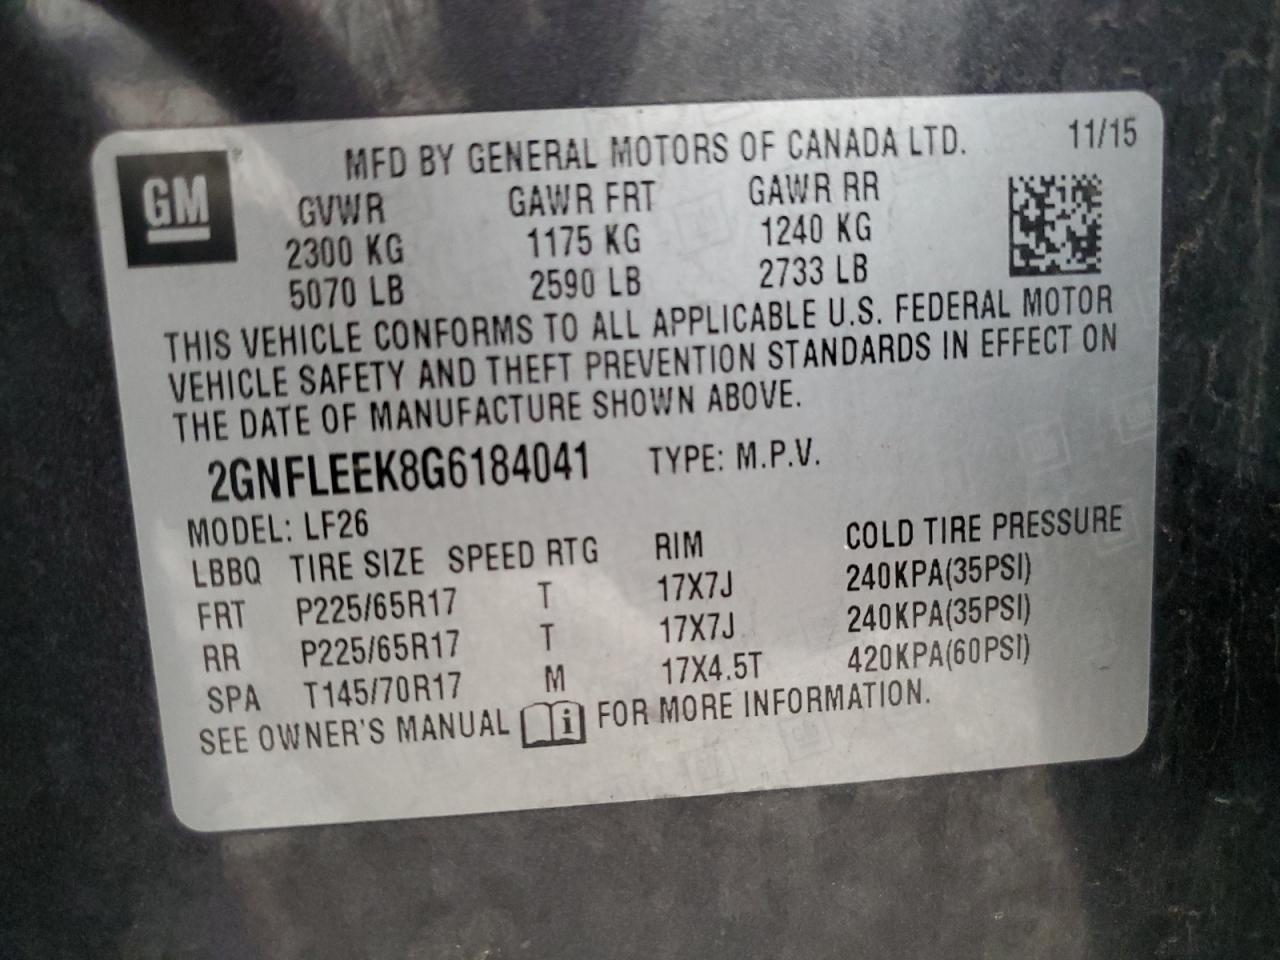 GM
MFD BY GENERAL MOTORS OF CANADA LTD. 11/15
GVWR GAWR FRT GAWR RR
2300 KG 1175 KG 1240 KG
5070 LB 2590 LB 2733 LB
THIS VEHICLE CONFORMS TO ALL APPLICABLE U.S. FEDERAL MOTOR
VEHICLE SAFETY AND THEFT PREVENTION STANDARDS IN EFFECT ON
THE DATE OF MANUFACTURE SHOWN ABOVE.
2GNFLEEK8G6184041 TYPE: M.P.V.
MODEL: LF26
LBBQ TIRE SIZE SPEED RTG RIM COLD TIRE PRESSURE
FRT P225/65R17 T 17X7J 240KPA(35PSI)
RR P225/65R17 T 17X7J 240KPA(35PSI)
SPA T145/70R17 M 17X4.5T 420KPA(60PSI)
SEE OWNER'S MANUAL i FOR MORE INFORMATION.